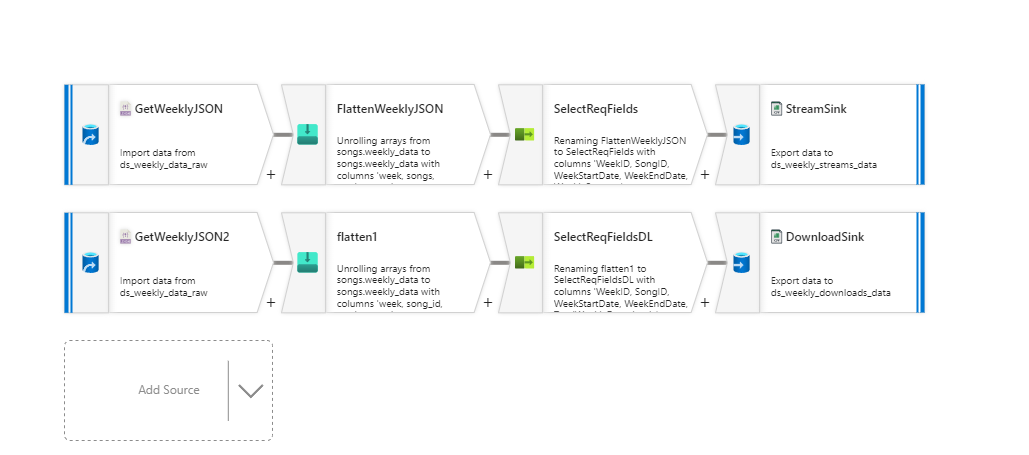 GetWeeklyJSON
Import data from
ds_weekly_data_raw
+
FlattenWeeklyJSON
Unrolling arrays from
songs.weekly_data to
songs.weekly_data with
columns 'week, songs,
+
SelectReqFields
Renaming FlattenWeeklyJSON
to SelectReqFields with
columns 'WeekID, SongID,
WeekStartDate, WeekEndDate,
+
StreamSink
Export data to
ds_weekly_streams_data
GetWeeklyJSON2
Import data from
ds_weekly_data_raw
+
flatten1
Unrolling arrays from
songs.weekly_data to
songs.weekly_data with
columns 'week, song_id,
+
SelectReqFieldsDL
Renaming flatten1 to
SelectReqFieldsDL with
columns 'WeekID, SongID,
WeekStartDate, WeekEndDate,
+
DownloadSink
Export data to
ds_weekly_downloads_data
Add Source